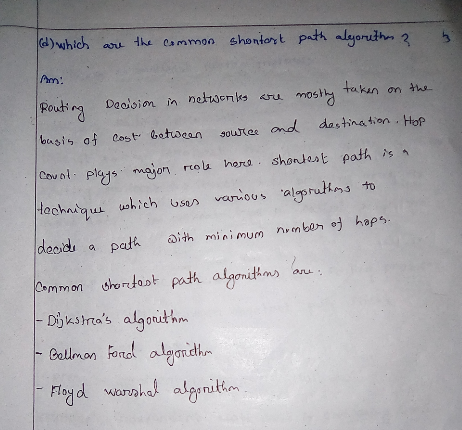 (d) which are the common shortest path algorithm ? 5
Ans:
Routing Decision in networks are mostly taken on the
basis of cost between source and destination. Hop
count plays major role here. shortest path is a
technique which uses various algorithms to
decide a path with minimum number of hops.
Common shortest path algorithms are:
- Dijkstra's algorithm
- Bellman Ford algorithm
- Floyd warshal algorithm.